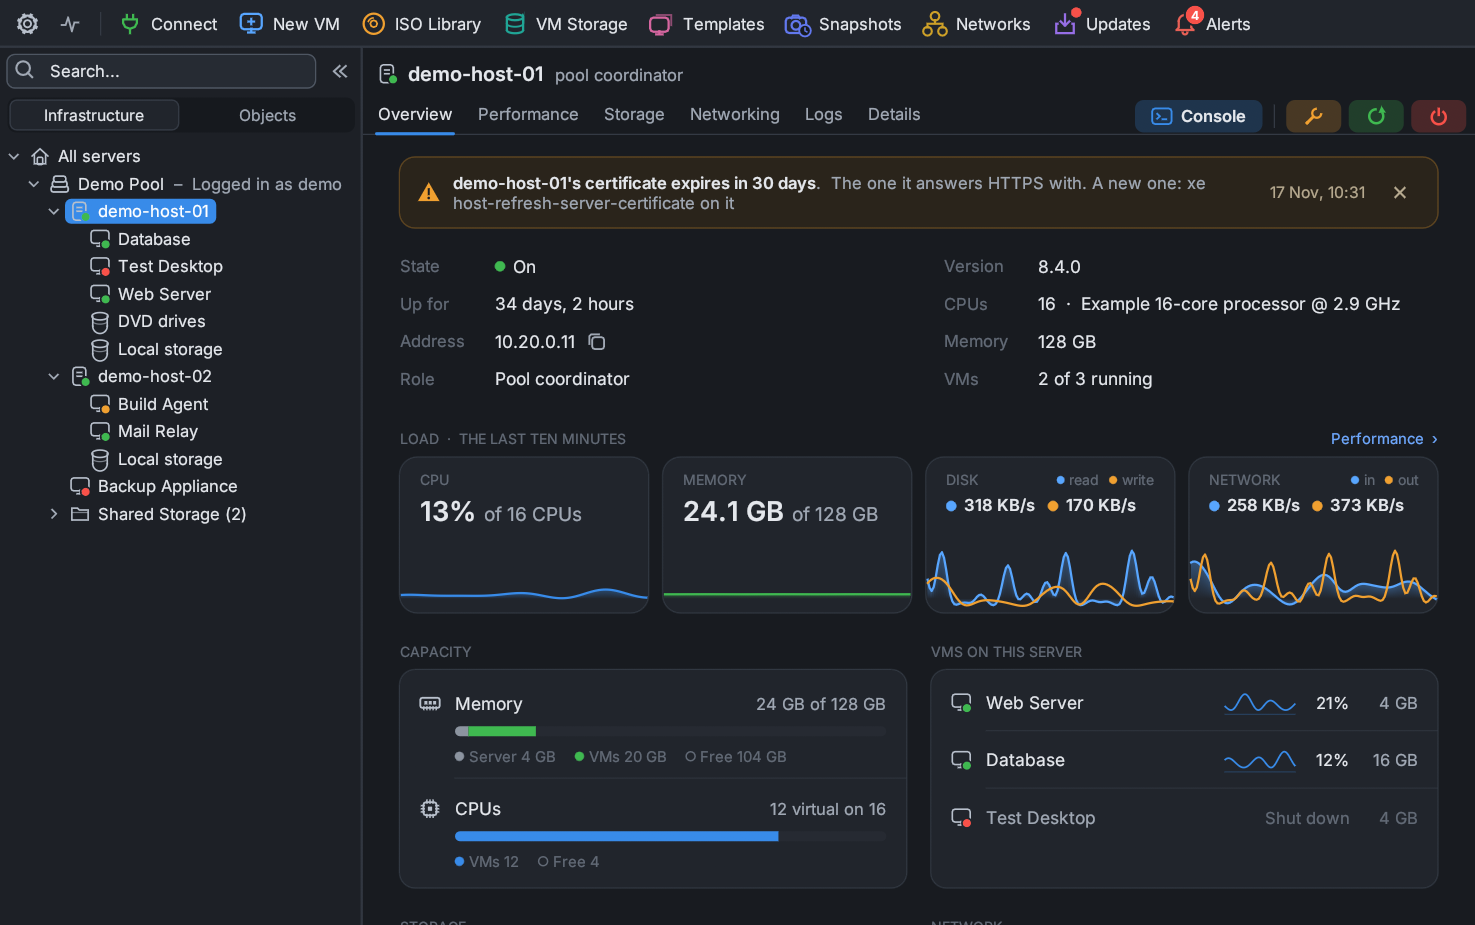 Connect
New VM
ISO Library
VM Storage
Templates
Snapshots
Networks
Updates
4
Alerts
Search...
Infrastructure
Objects
All servers
Demo Pool – Logged in as demo
demo-host-01
Database
Test Desktop
Web Server
DVD drives
Local storage
demo-host-02
Build Agent
Mail Relay
Local storage
Backup Appliance
Shared Storage (2)
demo-host-01 pool coordinator
Overview
Performance
Storage
Networking
Logs
Details
Console
demo-host-01's certificate expires in 30 days. The one it answers HTTPS with. A new one: xe
host-refresh-server-certificate on it
17 Nov, 10:31
State On
Up for 34 days, 2 hours
Address 10.20.0.11
Role Pool coordinator
Version 8.4.0
CPUs 16 · Example 16-core processor @ 2.9 GHz
Memory 128 GB
VMs 2 of 3 running
LOAD · THE LAST TEN MINUTES
Performance ›
CPU
13% of 16 CPUs
MEMORY
24.1 GB of 128 GB
DISK read write
318 KB/s 170 KB/s
NETWORK in out
258 KB/s 373 KB/s
CAPACITY
Memory 24 GB of 128 GB
Server 4 GB VMs 20 GB Free 104 GB
CPUs 12 virtual on 16
VMs 12 Free 4
VMS ON THIS SERVER
Web Server 21% 4 GB
Database 12% 16 GB
Test Desktop Shut down 4 GB
STORAGE
NETWORK